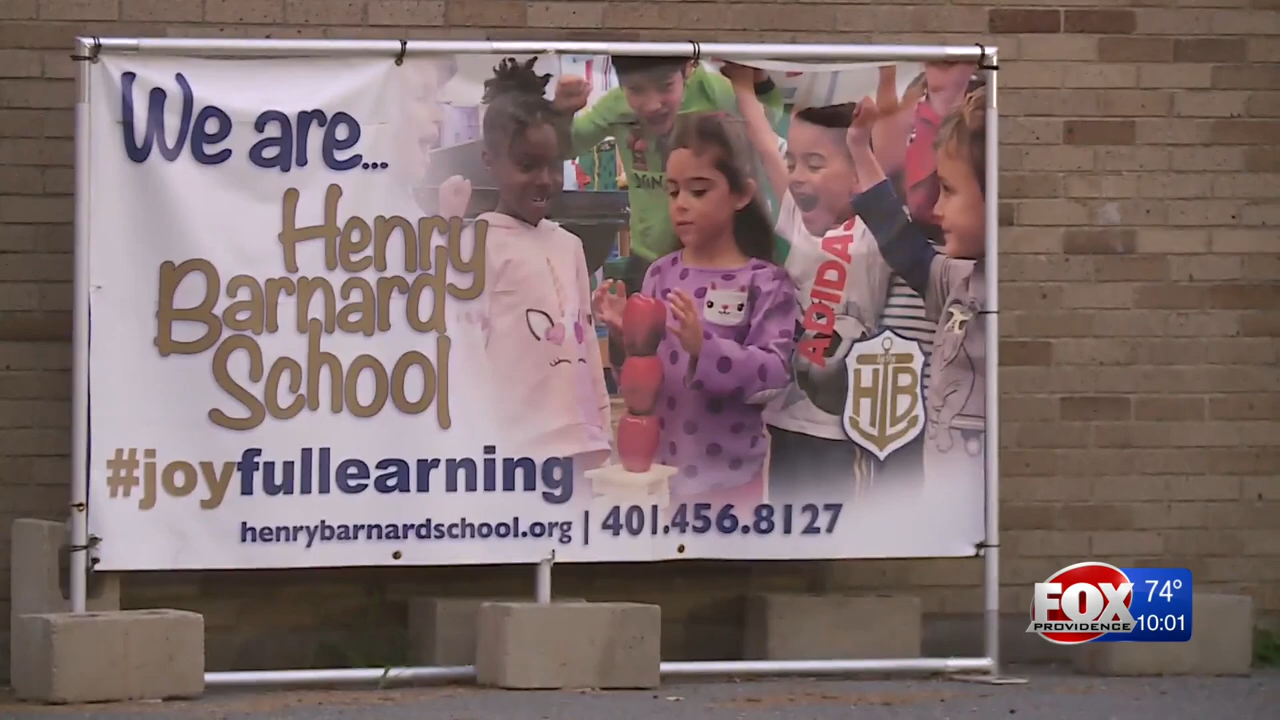 We are...
Henry
Barnard
School
#joyfullearning
henrybarnardschool.org | 401.456.8127
ADIDAS
HB
FOX
PROVIDENCE
74°
10:01